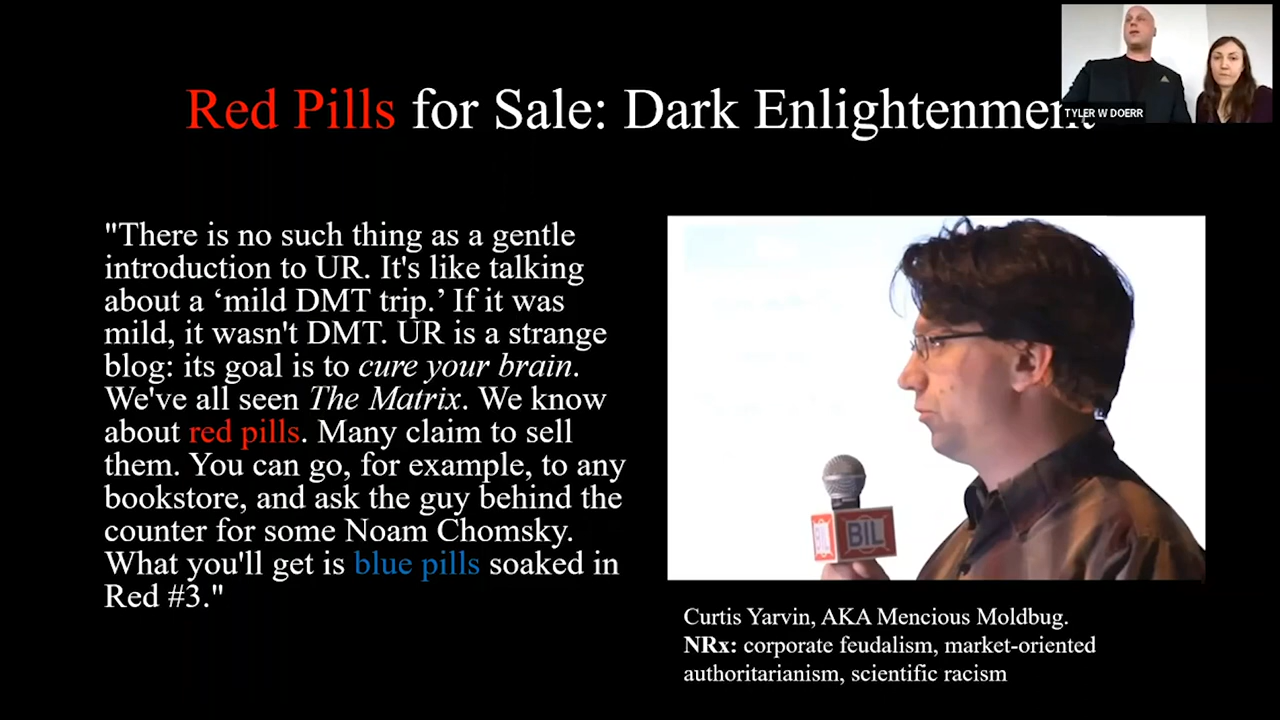 Red Pills for Sale: Dark Enlightenment
TYLER W DOERR
"There is no such thing as a gentle
introduction to UR. It's like talking
about a ‘mild DMT trip.’ If it was
mild, it wasn't DMT. UR is a strange
blog: its goal is to cure your brain.
We've all seen The Matrix. We know
about red pills. Many claim to sell
them. You can go, for example, to any
bookstore, and ask the guy behind the
counter for some Noam Chomsky.
What you'll get is blue pills soaked in
Red #3."
BIL
BIL
Curtis Yarvin, AKA Mencious Moldbug.
NRx: corporate feudalism, market-oriented
authoritarianism, scientific racism